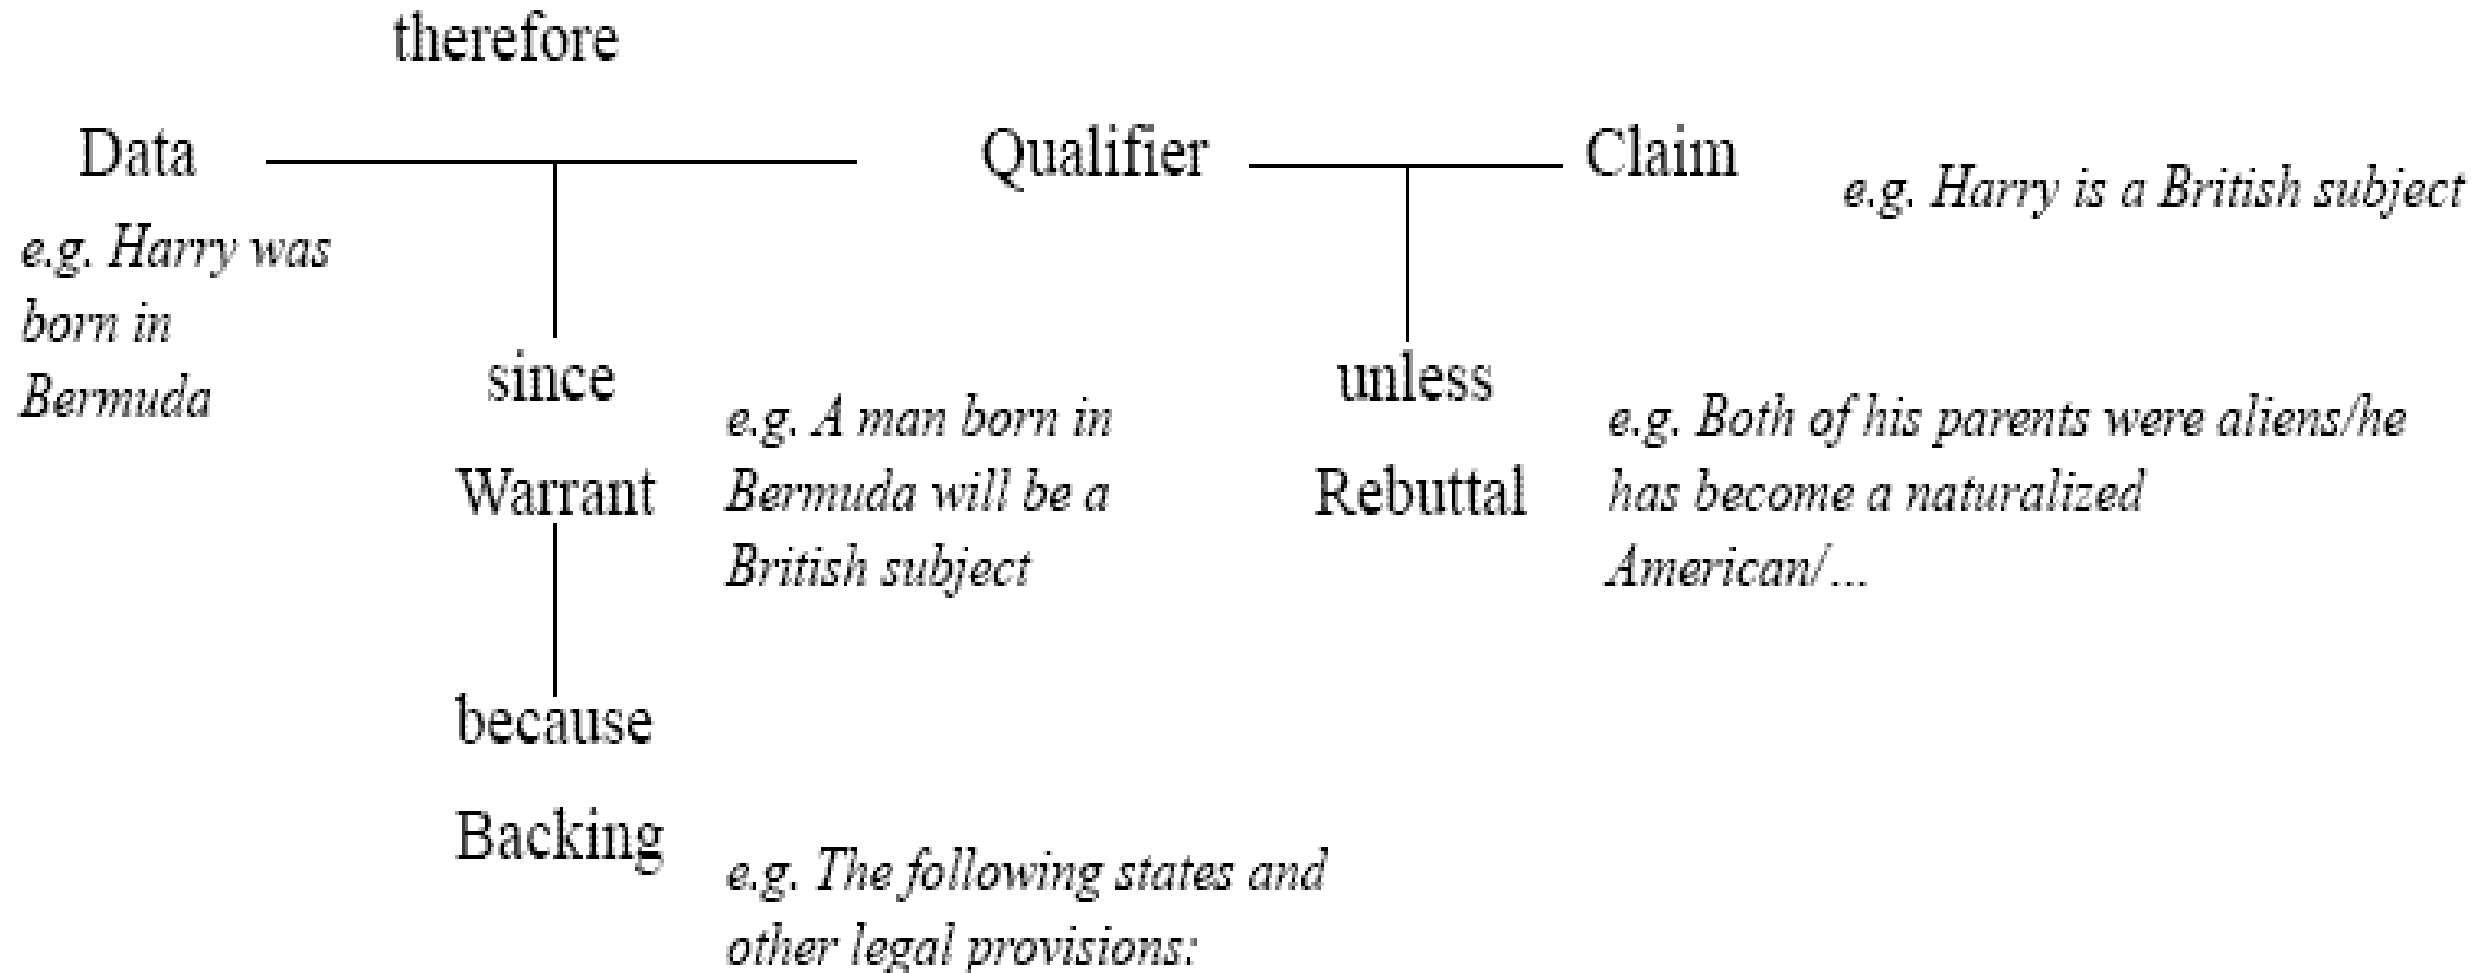 therefore
Data
Qualifier
Claim
e.g. Harry is a British subject
e.g. Harry was
born in
Bermuda
since
Warrant
e.g. A man born in
Bermuda will be a
British subject
unless
Rebuttal
e.g. Both of his parents were aliens/he
has become a naturalized
American/...
because
Backing
e.g. The following states and
other legal provisions: